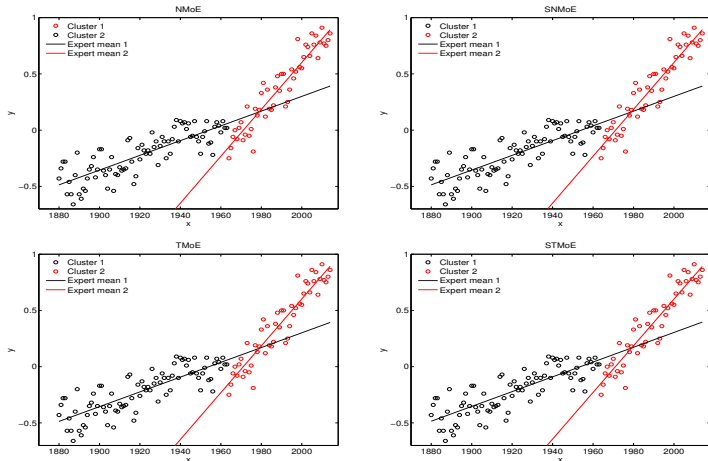 NMoE
1
0.5
0
−0.5
y
Cluster 1
Cluster 2
Expert mean 1
Expert mean 2
1880 1900 1920 1940 1960 1980 2000
x
SNMoE
1
0.5
0
−0.5
y
Cluster 1
Cluster 2
Expert mean 1
Expert mean 2
1880 1900 1920 1940 1960 1980 2000
x
TMoE
1
0.5
0
−0.5
y
Cluster 1
Cluster 2
Expert mean 1
Expert mean 2
1880 1900 1920 1940 1960 1980 2000
x
STMoE
1
0.5
0
−0.5
y
Cluster 1
Cluster 2
Expert mean 1
Expert mean 2
1880 1900 1920 1940 1960 1980 2000
x